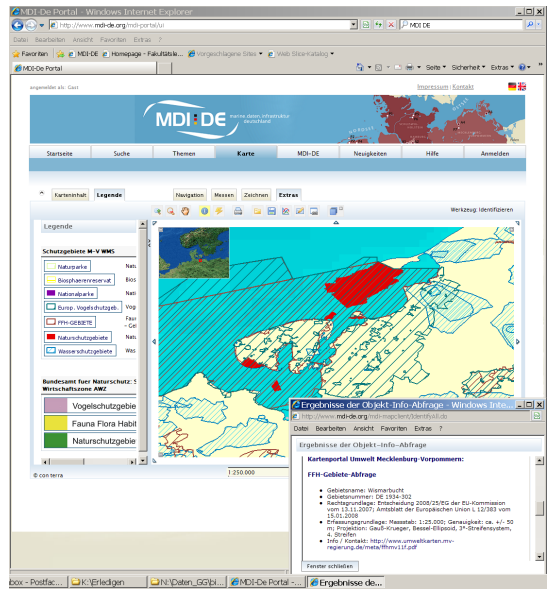 MDI-De Portal - Windows Internet Explorer
http://www.mdi-de.org/mdi-portal/ui
MDI DE
Datei Bearbeiten Ansicht Favoriten Extras ?
Favoriten MDI-DE Homepage - Fakultätsle... Vorgeschlagene Sites Web Slice-Katalog
MDI-De Portal
Seite Sicherheit Extras
angemeldet als Gast
Impressum | Kontakt
MDI DE
marine daten infrastruktur
deutschland
Startseite Suche Themen Karte MDI-DE Neuigkeiten Hilfe Anmelden
Karteninhalt Legende Navigation Messen Zeichnen Extras
Werkzeug: Identifizieren
Legende
Schutzgebiete M-V WMS
Naturparke
Biosphaerenreservat
Nationalparke
Europ. Vogelschutzgeb.
FFH-GEBIETE
Naturschutzgebiete
Wasserschutzgebiete
Bundesamt fuer Naturschutz: S
Wirtschaftszone AWZ
Vogelschutzgebie
Fauna Flora Habit
Naturschutzgebie
© con terra
1:250.000
Ergebnisse der Objekt-Info-Abfrage - Windows Inte...
http://www.mdi-de.org/mdi-mapclient/identifyAll.do
Datei Bearbeiten Ansicht Favoriten Extras ?
Ergebnisse der Objekt-Info-Abfrage
Kartenportal Umwelt Mecklenburg-Vorpommern:
FFH-Gebiete-Abfrage
Gebietsname: Wismarbucht
Gebietsnummer: DE 1934-302
Rechtsgrundlage: Entscheidung 2008/25/EG der EU-Kommission
vom 13.11.2007; Amtsblatt der Europäischen Union L 12/383 vom
15.01.2008
Erfassungsgrundlage: Massstab: 1:25.000; Genauigkeit: ca. +/- 50
m; Projektion: Gauß-Krueger, Bessel-Ellipsoid, 3°-Streifensystem,
4. Streifen
Info / Kontakt: http://www.umweltkarten.mv-
regierung.de/meta/ffhmv11f.pdf
Fenster schließen
box - Postfac... K:\Erledigen N:\Daten_GG\bi... MDI-De Portal -... Ergebnisse de...